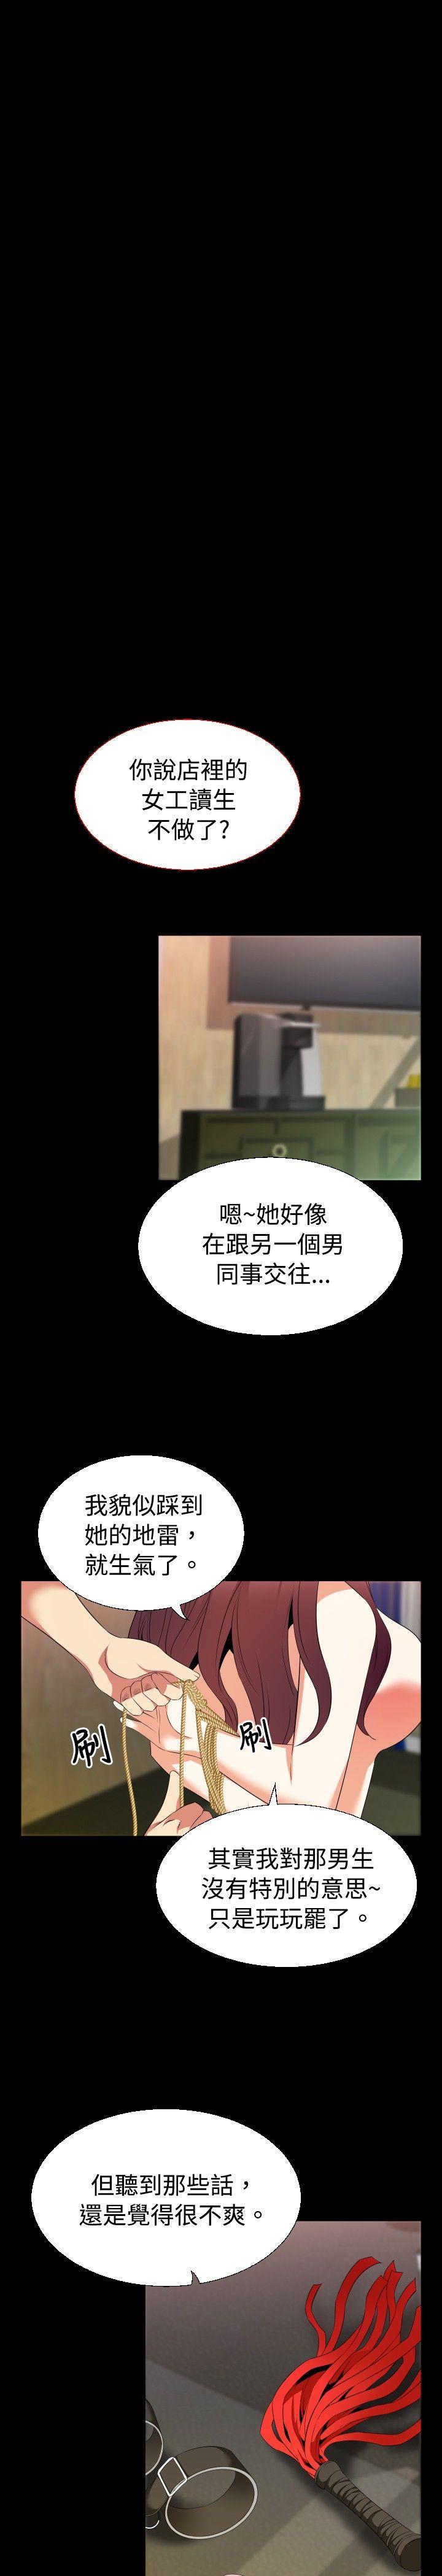 你說店裡的
女工讀生
不做了?
嗯~她好像
在跟另一個男
同事交往...
我貌似踩到
她的地雷，
就生氣了。
刷
刷
其實我對那男生
沒有特別的意思~
只是玩玩罷了。
但聽到那些話，
還是覺得很不爽。